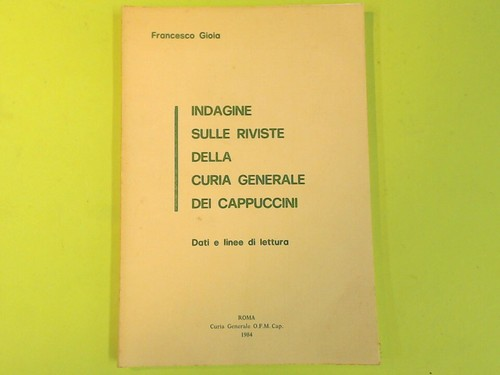 Francesco Gioia
INDAGINE
SULLE RIVISTE
DELLA
CURIA GENERALE
DEI CAPPUCCINI
Dati e linee di lettura
ROMA
Curia Generale O.F.M. Cap.
1984